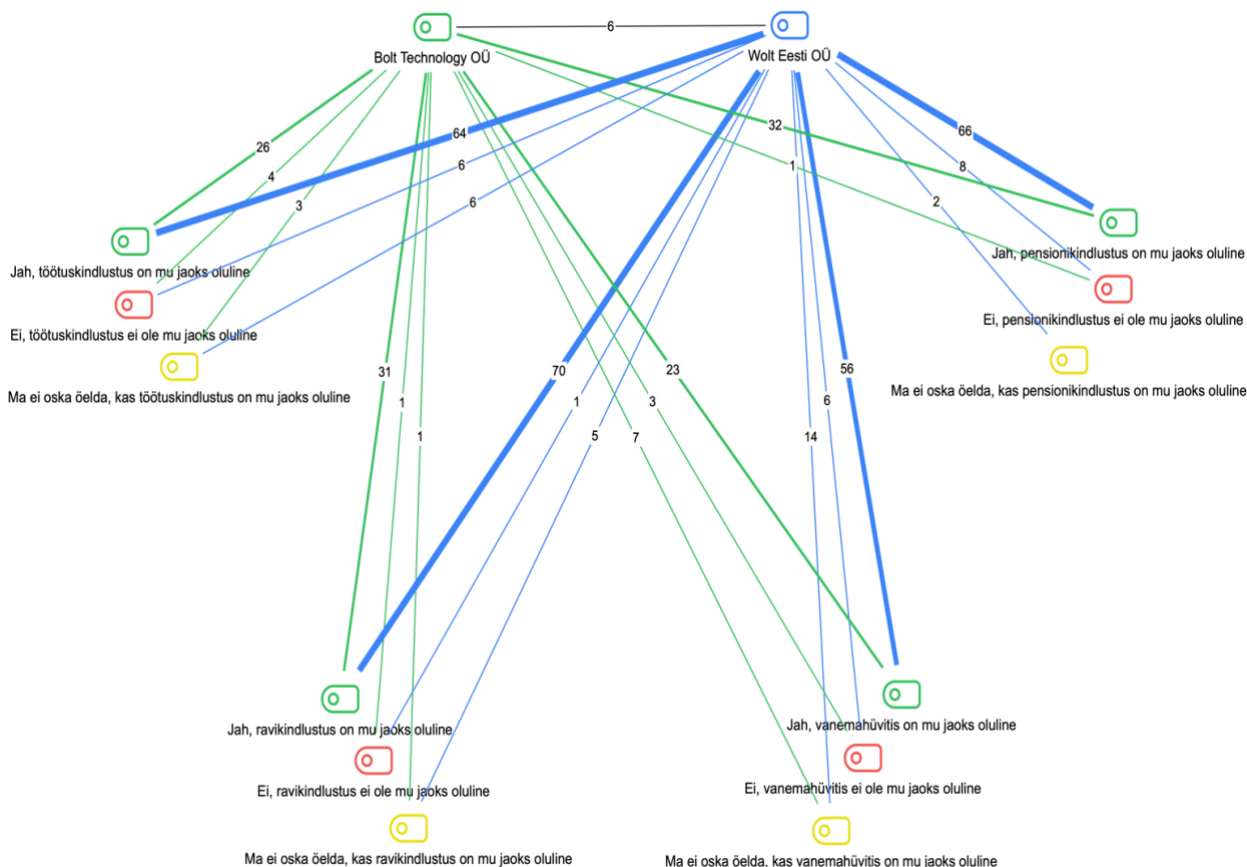 6
Bolt Technology OÜ
Wolt Eesti OÜ
32
66
64
26
6
1
8
4
3
6
2
Jah, töötuskindlustus on mu jaoks oluline
Jah, pensionikindlustus on mu jaoks oluline
Ei, töötuskindlustus ei ole mu jaoks oluline
Ei, pensionikindlustus ei ole mu jaoks oluline
Ma ei oska öelda, kas töötuskindlustus on mu jaoks oluline
Ma ei oska öelda, kas pensionikindlustus on mu jaoks oluline
31
70
23
56
1
1
3
6
1
5
7
14
Jah, ravikindlustus on mu jaoks oluline
Jah, vanemahüvitis on mu jaoks oluline
Ei, ravikindlustus ei ole mu jaoks oluline
Ei, vanemahüvitis ei ole mu jaoks oluline
Ma ei oska öelda, kas ravikindlustus on mu jaoks oluline
Ma ei oska öelda, kas vanemahüvitis on mu jaoks oluline